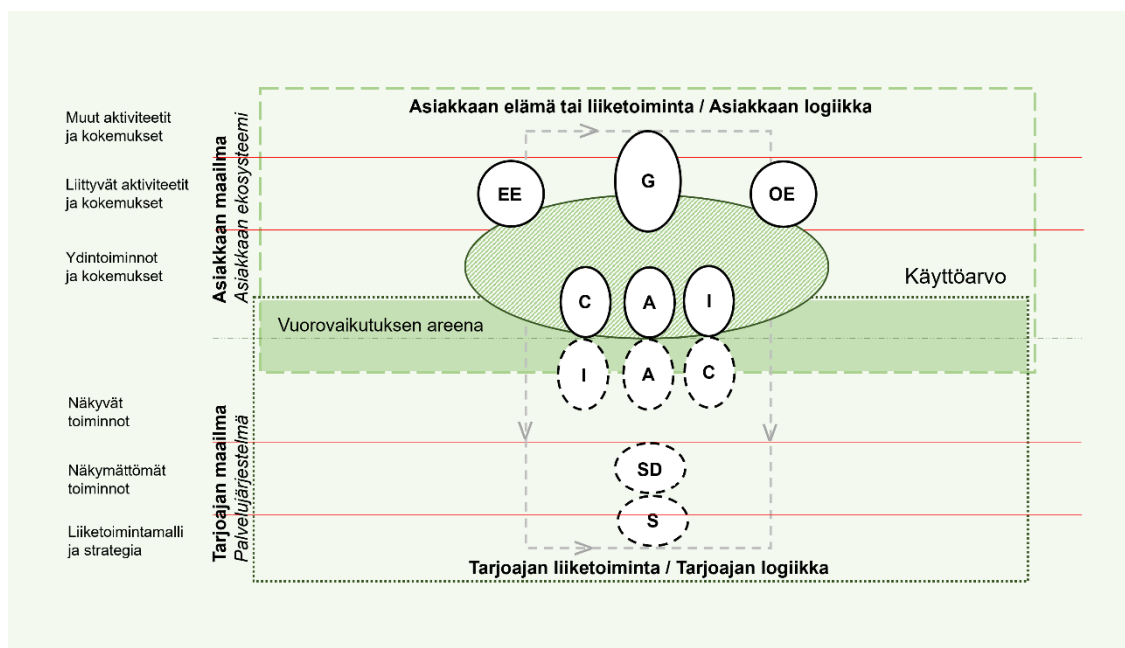 Asiakkaan elämä tai liiketoiminta / Asiakkaan logiikka
Muut aktiviteetit
ja kokemukset
Liittyvät aktiviteetit
ja kokemukset
Ydintoiminnot
ja kokemukset
Asiakkaan maailma
Asiakkaan ekosysteemi
EE
G
OE
Käyttöarvo
C
A
I
Vuorovaikutuksen areena
I
A
C
Näkyvät
toiminnot
Näkymättömät
toiminnot
Liiketoimintamalli
ja strategia
Tarjoajan maailma
Palvelujärjestelmä
SD
S
Tarjoajan liiketoiminta / Tarjoajan logiikka